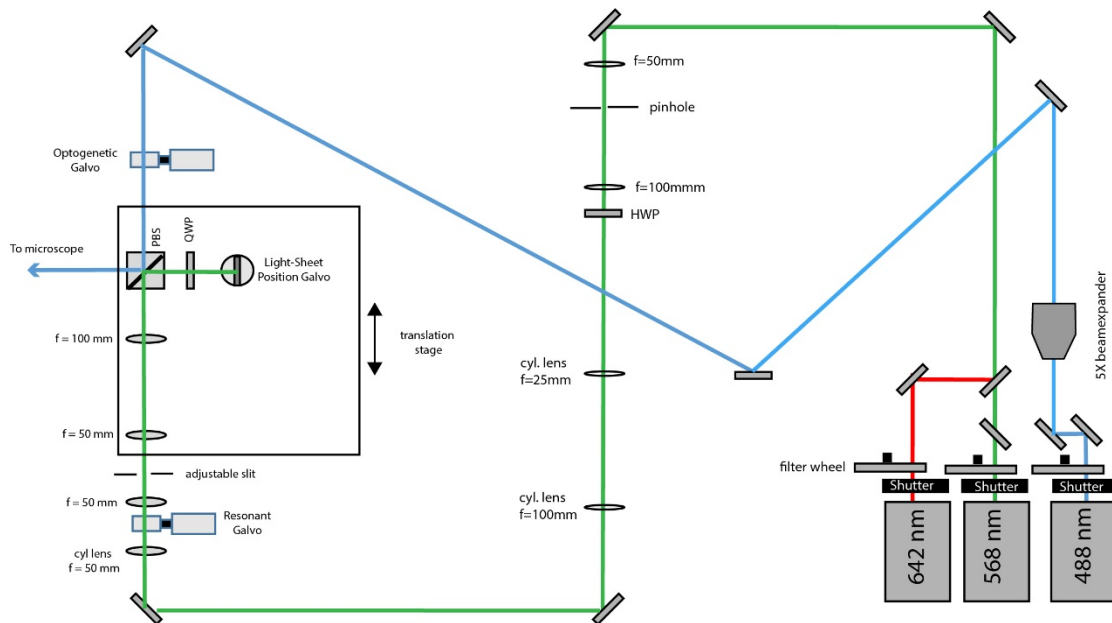 f=50mm
pinhole
f=100mmm
HWP
Optogenetic
Galvo
To microscope
PBS
QWP
Light-Sheet
Position Galvo
f = 100 mm
translation
stage
f = 50 mm
adjustable slit
f = 50 mm
Resonant
Galvo
cyl lens
f = 50 mm
cyl. lens
f=25mm
cyl. lens
f=100mm
5X beamexpander
filter wheel
Shutter
Shutter
Shutter
642 nm
568 nm
488 nm